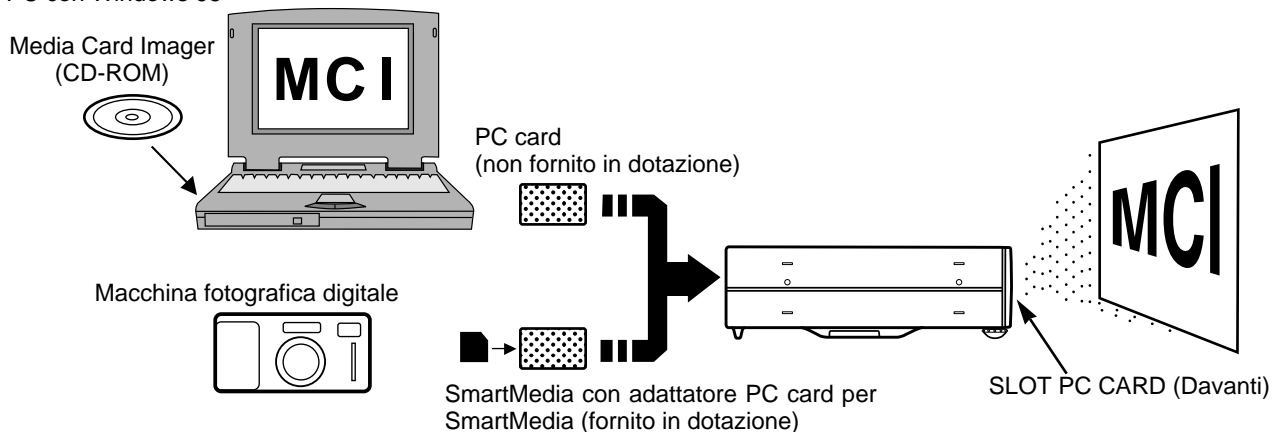 Media Card Imager
(CD-ROM)
MCI
PC card
(non fornito in dotazione)
MCI
Macchina fotografica digitale
SmartMedia con adattatore PC card per
SmartMedia (fornito in dotazione)
SLOT PC CARD (Davanti)